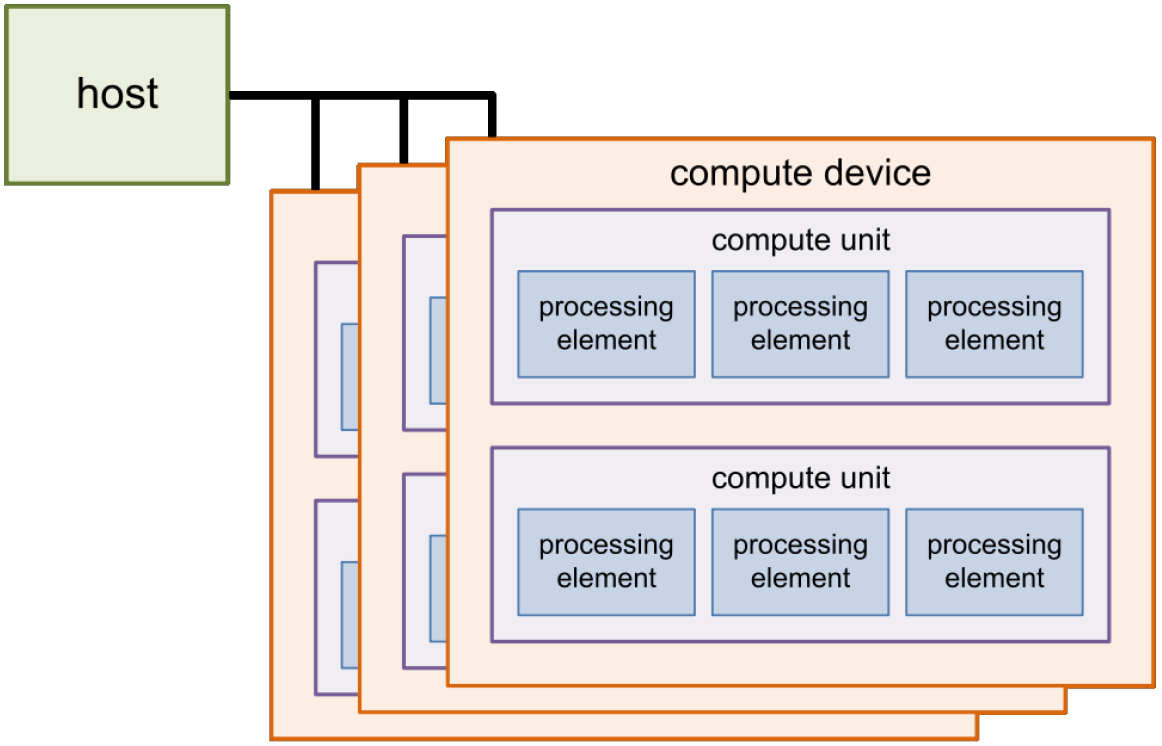 host
compute device
compute unit
processing
element
processing
element
processing
element
compute unit
processing
element
processing
element
processing
element